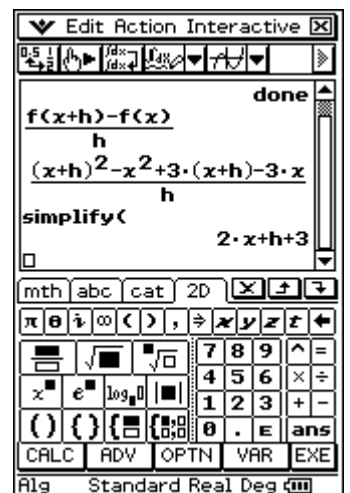 Edit Action Interactive
done
f(x+h)-f(x)
h
(x+h)²-x²+3·(x+h)-3·x
h
simplify(
2·x+h+3
mth abc cat 2D
π θ i ∞ ( ) , ⇒ x y z t ←
√■ ■√□ 7 8 9 ^ =
x■ e■ log■□ |■| 4 5 6 × ÷
1 2 3 + −
( ) { } 0 . E ans
CALC ADV OPTN VAR EXE
Alg Standard Real Deg